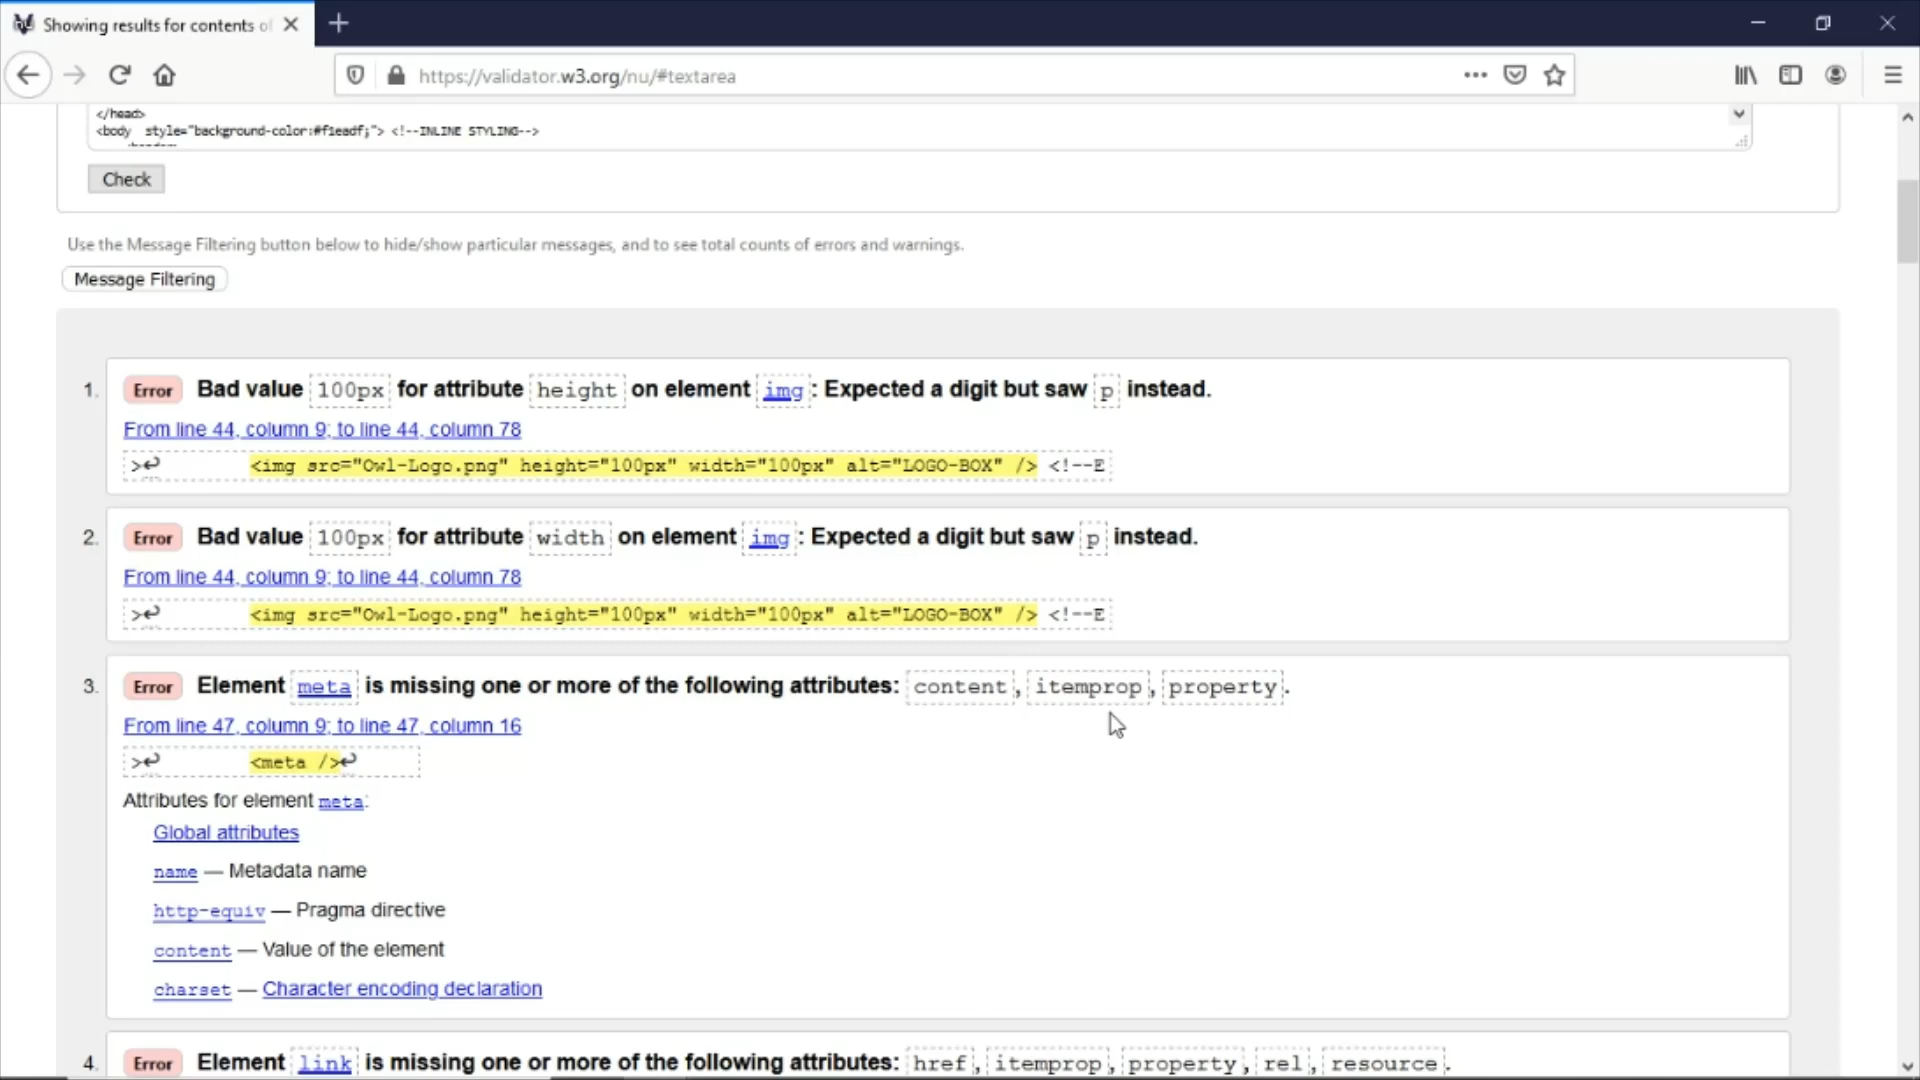 Showing results for contents of
https://validator.w3.org/nu/#textarea
</head>
<body  style="background-color:#f1eadf;"> <!--INLINE STYLING-->
Check
Use the Message Filtering button below to hide/show particular messages, and to see total counts of errors and warnings.
Message Filtering
1. Error Bad value 100px for attribute height on element img: Expected a digit but saw p instead.
From line 44, column 9; to line 44, column 78
>↩ <img src="Owl-Logo.png" height="100px" width="100px" alt="LOGO-BOX" /> <!--E
2. Error Bad value 100px for attribute width on element img: Expected a digit but saw p instead.
From line 44, column 9; to line 44, column 78
>↩ <img src="Owl-Logo.png" height="100px" width="100px" alt="LOGO-BOX" /> <!--E
3. Error Element meta is missing one or more of the following attributes: content, itemprop, property.
From line 47, column 9; to line 47, column 16
>↩ <meta />↩
Attributes for element meta:
Global attributes
name — Metadata name
http-equiv — Pragma directive
content — Value of the element
charset — Character encoding declaration
4. Error Element link is missing one or more of the following attributes: href, itemprop, property, rel, resource.